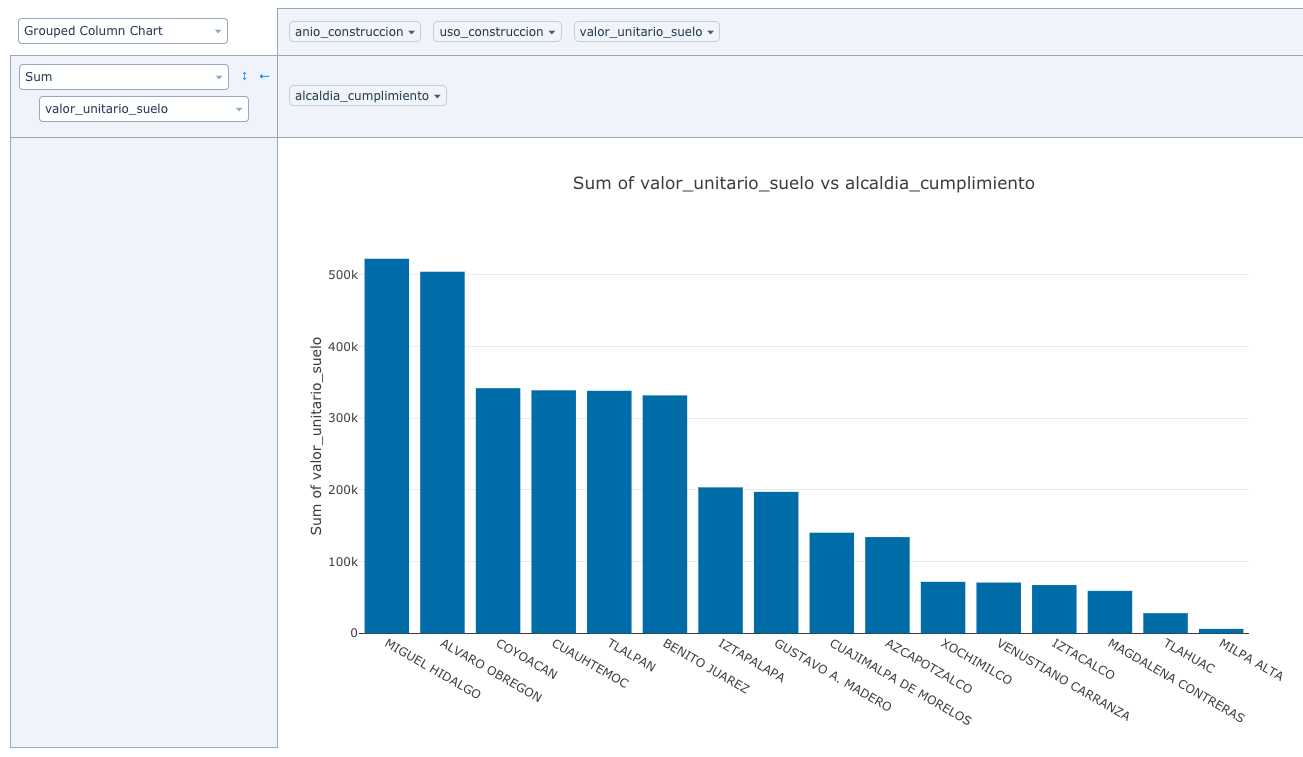 Grouped Column Chart
anio_construccion
uso_construccion
valor_unitario_suelo
Sum
↕ ←
valor_unitario_suelo
alcaldia_cumplimiento
Sum of valor_unitario_suelo vs alcaldia_cumplimiento
Sum of valor_unitario_suelo
500k
400k
300k
200k
100k
0
MIGUEL HIDALGO
ALVARO OBREGON
COYOACAN
CUAUHTEMOC
TLALPAN
BENITO JUAREZ
IZTAPALAPA
GUSTAVO A. MADERO
CUAJIMALPA DE MORELOS
AZCAPOTZALCO
XOCHIMILCO
VENUSTIANO CARRANZA
IZTACALCO
MAGDALENA CONTRERAS
TLAHUAC
MILPA ALTA